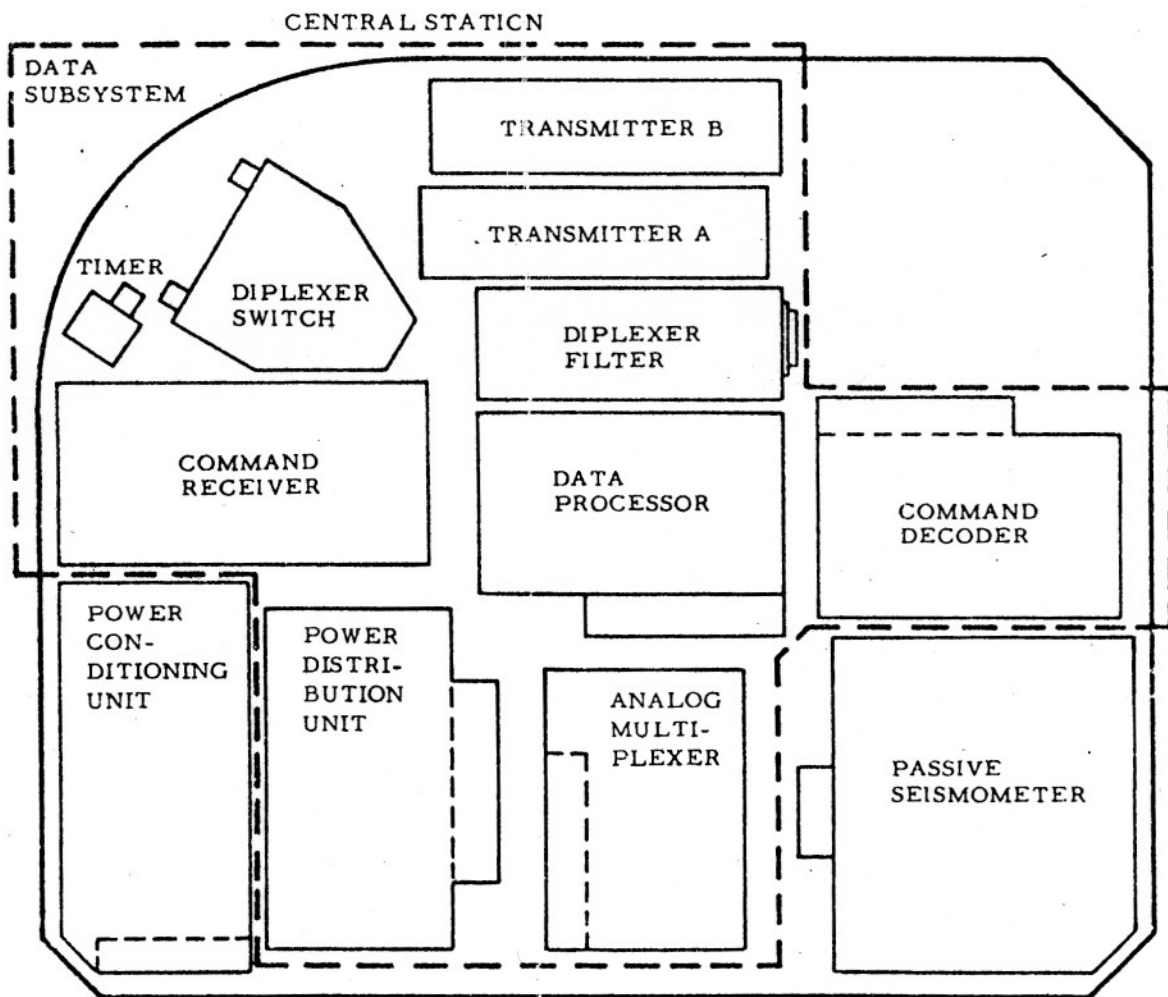 CENTRAL STATION
DATA
SUBSYSTEM
TRANSMITTER B
TRANSMITTER A
TIMER
DIPLEXER
SWITCH
DIPLEXER
FILTER
COMMAND
RECEIVER
DATA
PROCESSOR
COMMAND
DECODER
POWER
CON-
DITIONING
UNIT
POWER
DISTRI-
BUTION
UNIT
ANALOG
MULTI-
PLEXER
PASSIVE
SEISMOMETER